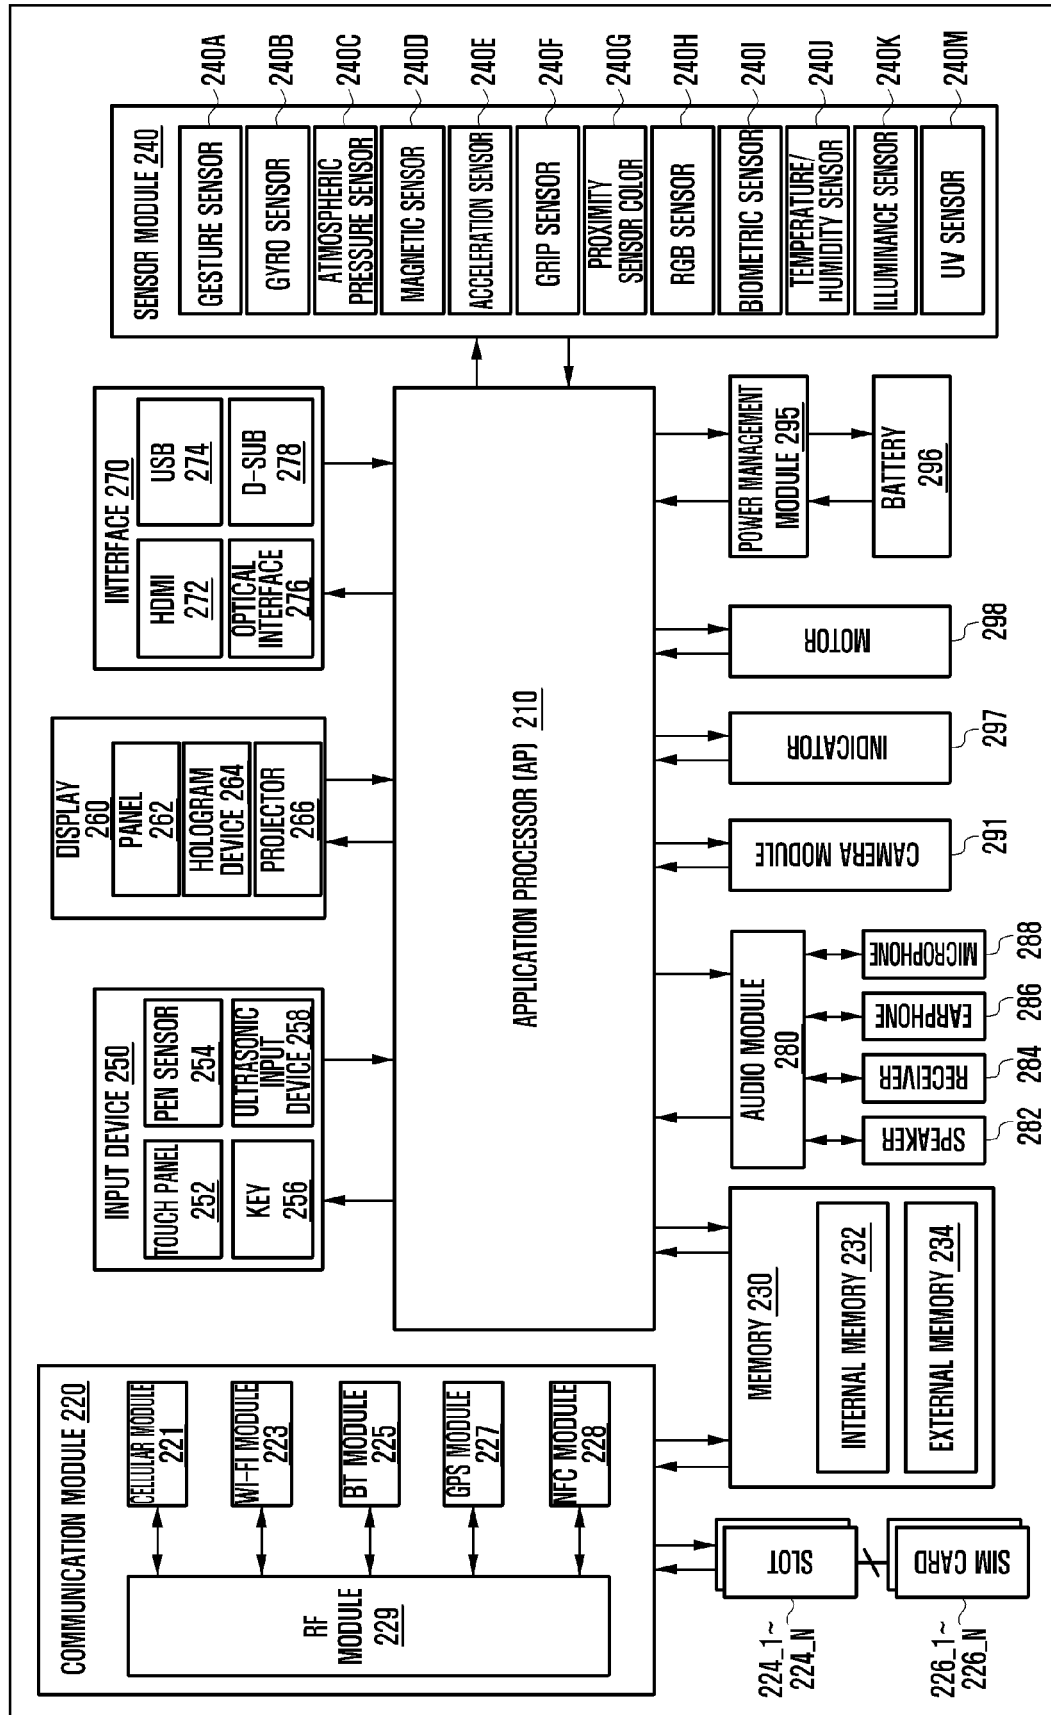 COMMUNICATION MODULE 220
RF
MODULE
229
CELLULAR MODULE
221
WI-FI MODULE
223
BT MODULE
225
GPS MODULE
227
NFC MODULE
228
SLOT
224_1~
224_N
SIM CARD
226_1~
226_N
INPUT DEVICE 250
TOUCH PANEL
252
PEN SENSOR
254
KEY
256
ULTRASONIC
INPUT
DEVICE 258
DISPLAY
260
PANEL
262
HOLOGRAM
DEVICE 264
PROJECTOR
266
INTERFACE 270
HDMI
272
USB
274
OPTICAL
INTERFACE
276
D-SUB
278
APPLICATION PROCESSOR (AP) 210
MEMORY 230
INTERNAL MEMORY 232
EXTERNAL MEMORY 234
AUDIO MODULE
280
SPEAKER
282
RECEIVER
284
EARPHONE
286
MICROPHONE
288
CAMERA MODULE
291
INDICATOR
297
MOTOR
298
POWER MANAGEMENT
MODULE 295
BATTERY
296
SENSOR MODULE 240
GESTURE SENSOR
240A
GYRO SENSOR
240B
ATMOSPHERIC
PRESSURE SENSOR
240C
MAGNETIC SENSOR
240D
ACCELERATION SENSOR
240E
GRIP SENSOR
240F
PROXIMITY
SENSOR COLOR
240G
RGB SENSOR
240H
BIOMETRIC SENSOR
240I
TEMPERATURE/
HUMIDITY SENSOR
240J
ILLUMINANCE SENSOR
240K
UV SENSOR
240M